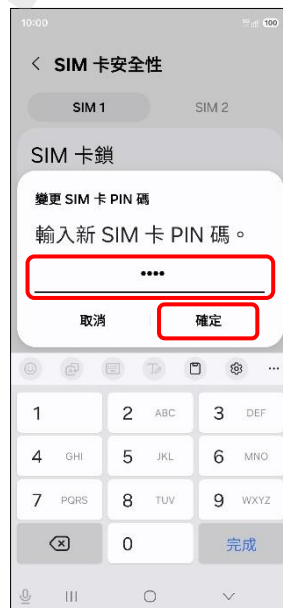 10:00
100
SIM 卡安全性
SIM 1
SIM 2
SIM 卡鎖
變更 SIM 卡 PIN 碼
輸入新 SIM 卡 PIN 碼。
••••
取消
確定
1
2 ABC
3 DEF
4 GHI
5 JKL
6 MNO
7 PQRS
8 TUV
9 WXYZ
0
完成